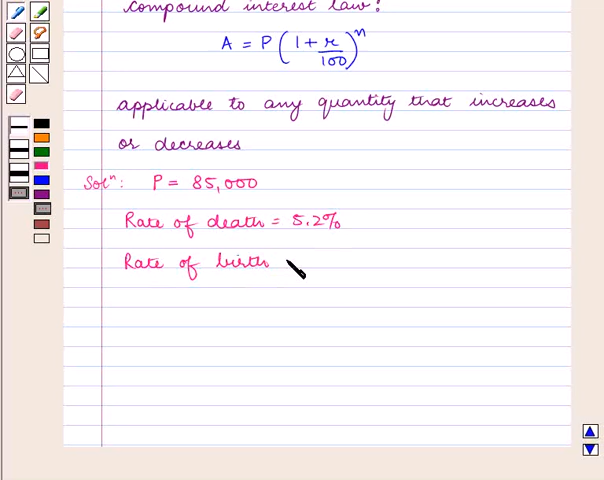 compound interest law:
A = P(1 + r/100)^n
applicable to any quantity that increases
or decreases
Solⁿ: P = 85,000
Rate of death = 5.2%
Rate of birth